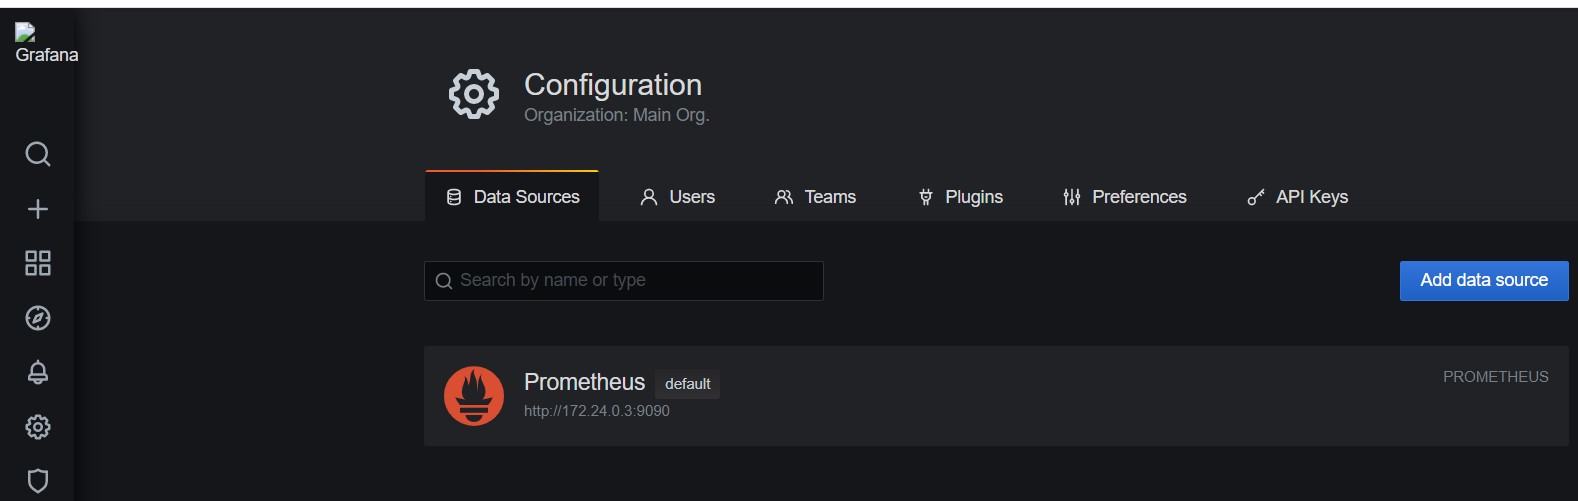 Grafana
Configuration
Organization: Main Org.
Data Sources
Users
Teams
Plugins
Preferences
API Keys
Search by name or type
Add data source
Prometheus
default
PROMETHEUS
http://172.24.0.3:9090